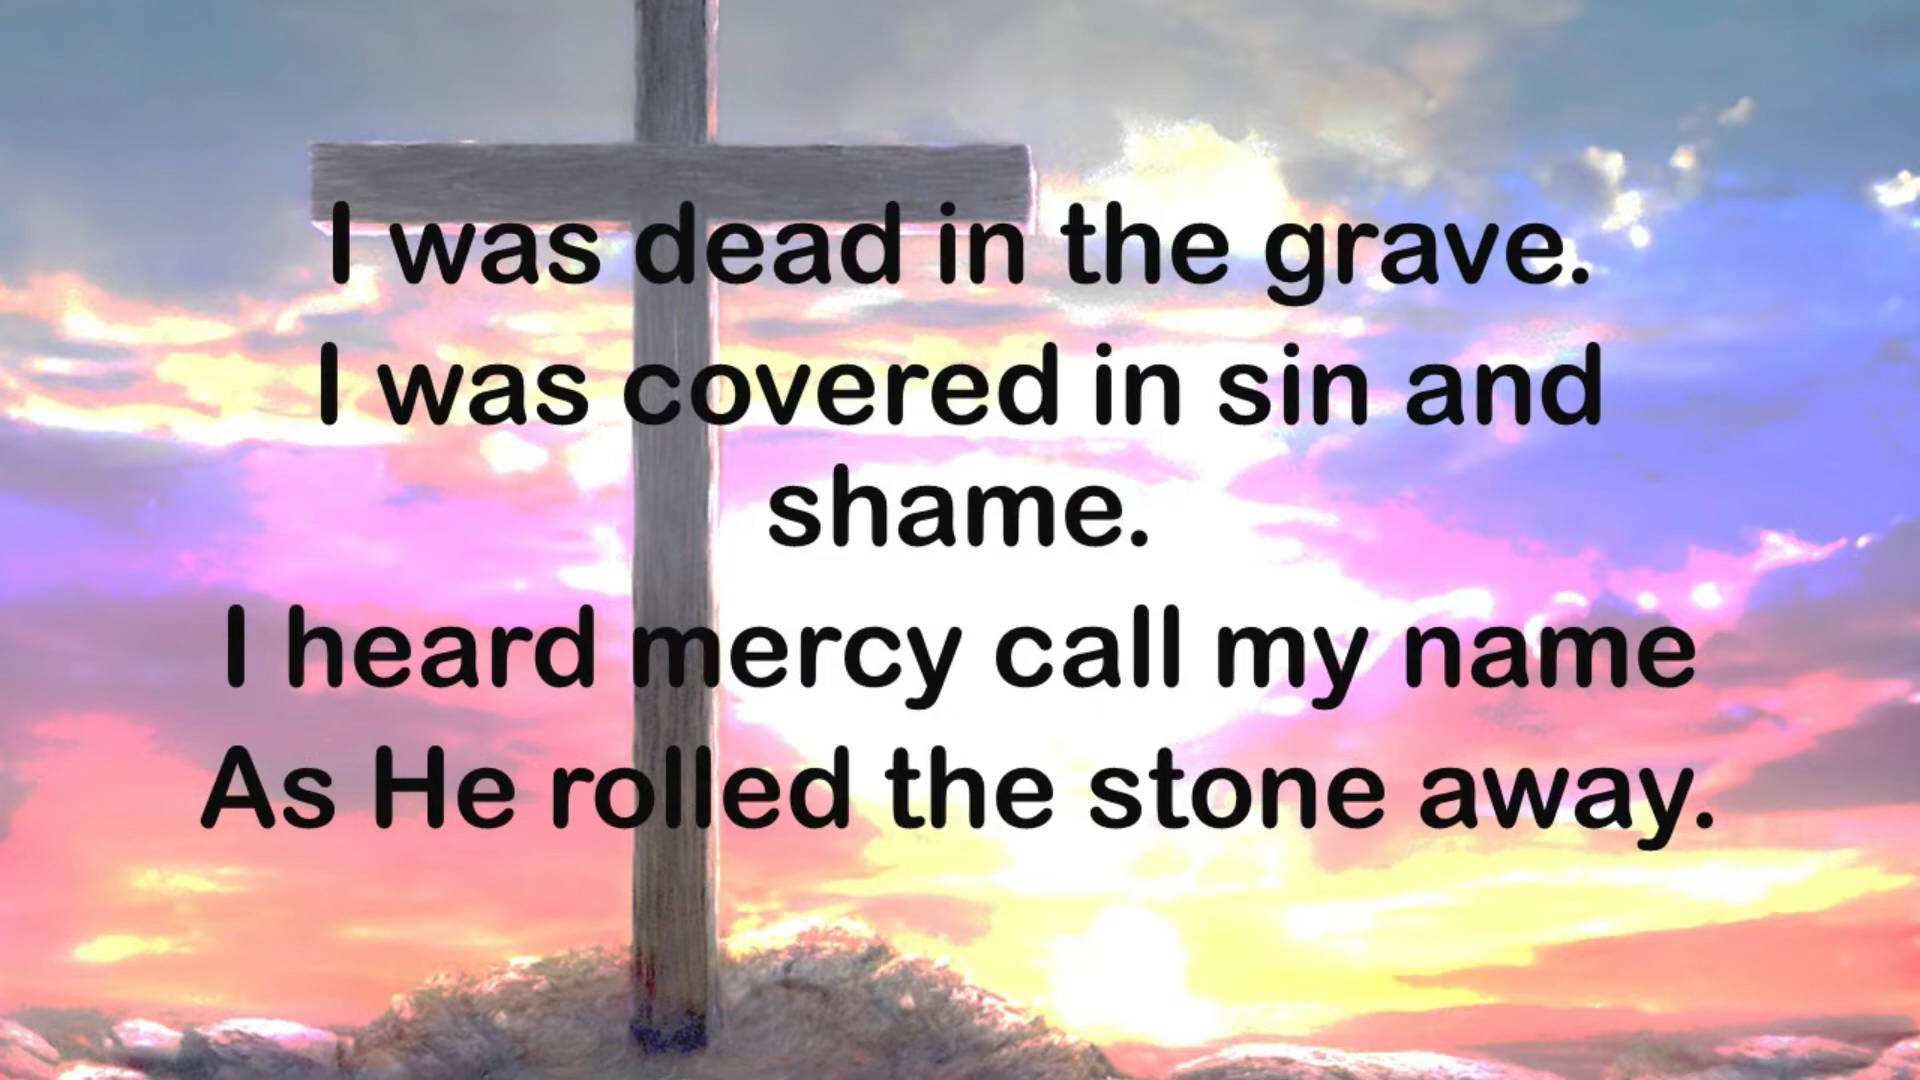 I was dead in the grave.
I was covered in sin and
shame.
I heard mercy call my name
As He rolled the stone away.